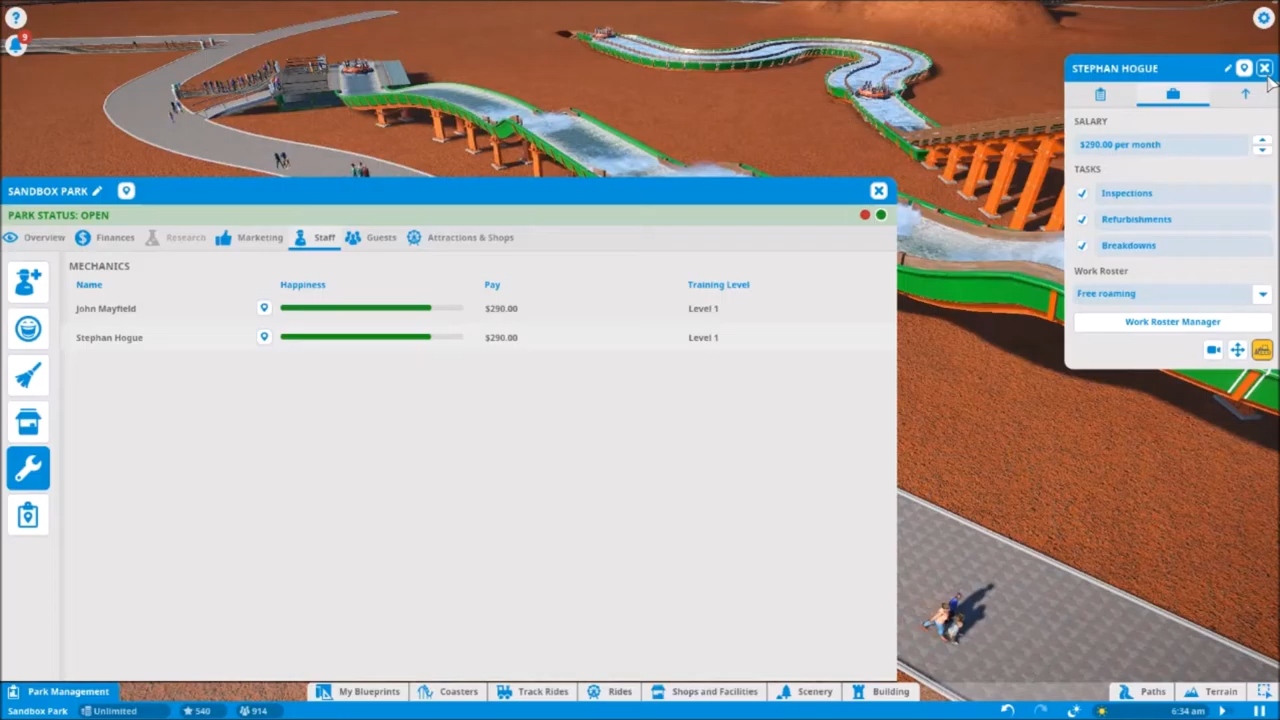 ?
9
STEPHAN HOGUE
SALARY
$290.00 per month
TASKS
Inspections
Refurbishments
Breakdowns
Work Roster
Free roaming
Work Roster Manager
SANDBOX PARK
PARK STATUS: OPEN
Overview Finances Research Marketing Staff Guests Attractions & Shops
MECHANICS
Name Happiness Pay Training Level
John Mayfield $290.00 Level 1
Stephan Hogue $290.00 Level 1
Park Management My Blueprints Coasters Track Rides Rides Shops and Facilities Scenery Building Paths Terrain
Sandbox Park Unlimited 540 914 6:34 am